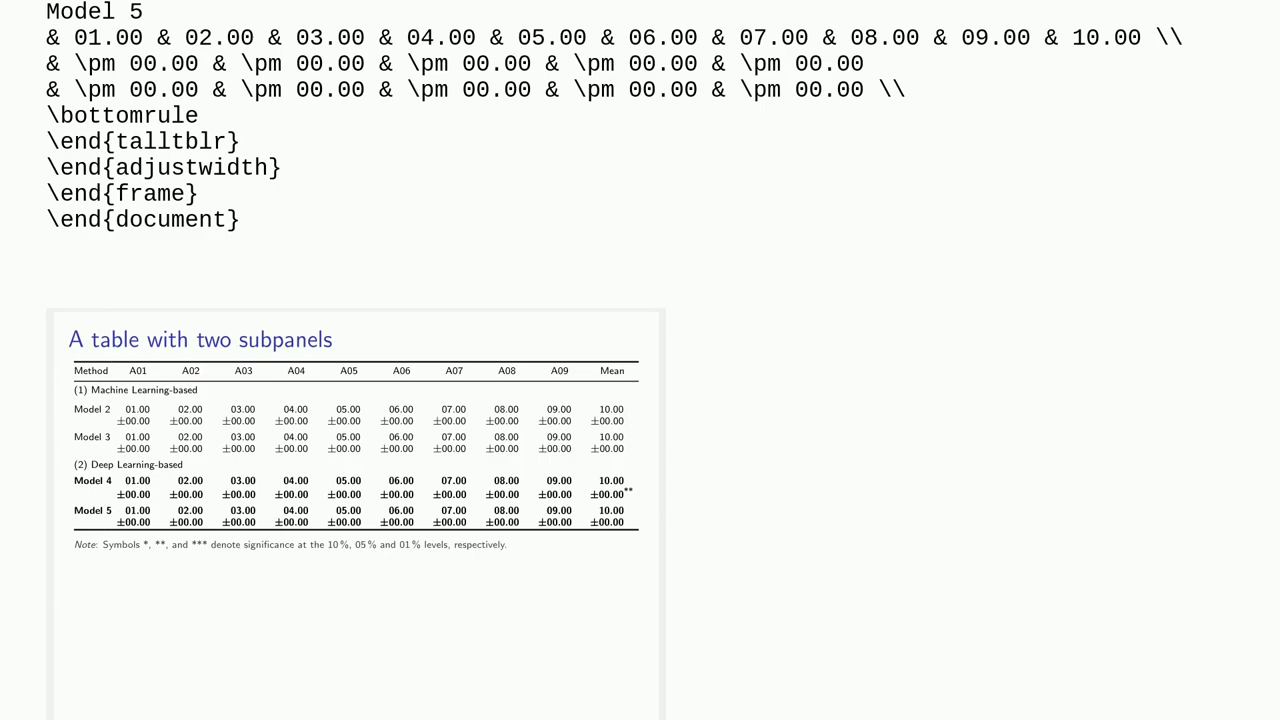 Model 5
& 01.00 & 02.00 & 03.00 & 04.00 & 05.00 & 06.00 & 07.00 & 08.00 & 09.00 & 10.00 \\
& \pm 00.00 & \pm 00.00 & \pm 00.00 & \pm 00.00 & \pm 00.00
& \pm 00.00 & \pm 00.00 & \pm 00.00 & \pm 00.00 & \pm 00.00 \\
\bottomrule
\end{talltblr}
\end{adjustwidth}
\end{frame}
\end{document}
A table with two subpanels
Method A01 A02 A03 A04 A05 A06 A07 A08 A09 Mean
(1) Machine Learning-based
Model 2 01.00 02.00 03.00 04.00 05.00 06.00 07.00 08.00 09.00 10.00
±00.00 ±00.00 ±00.00 ±00.00 ±00.00 ±00.00 ±00.00 ±00.00 ±00.00 ±00.00
Model 3 01.00 02.00 03.00 04.00 05.00 06.00 07.00 08.00 09.00 10.00
±00.00 ±00.00 ±00.00 ±00.00 ±00.00 ±00.00 ±00.00 ±00.00 ±00.00 ±00.00
(2) Deep Learning-based
Model 4 01.00 02.00 03.00 04.00 05.00 06.00 07.00 08.00 09.00 10.00
±00.00 ±00.00 ±00.00 ±00.00 ±00.00 ±00.00 ±00.00 ±00.00 ±00.00 ±00.00**
Model 5 01.00 02.00 03.00 04.00 05.00 06.00 07.00 08.00 09.00 10.00
±00.00 ±00.00 ±00.00 ±00.00 ±00.00 ±00.00 ±00.00 ±00.00 ±00.00 ±00.00
Note: Symbols *, **, and *** denote significance at the 10 %, 05 % and 01 % levels, respectively.